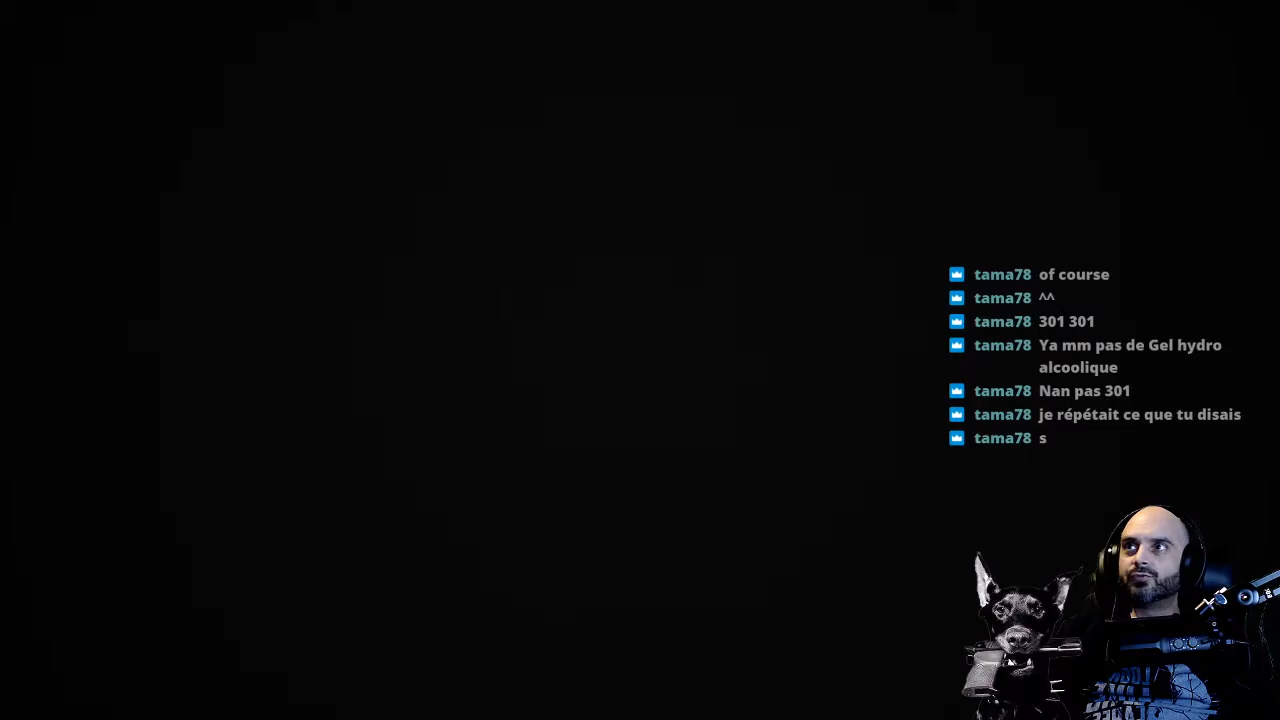 tama78 of course
tama78 ^^
tama78 301 301
tama78 Ya mm pas de Gel hydro
alcoolique
tama78 Nan pas 301
tama78 je répétait ce que tu disais
tama78 s